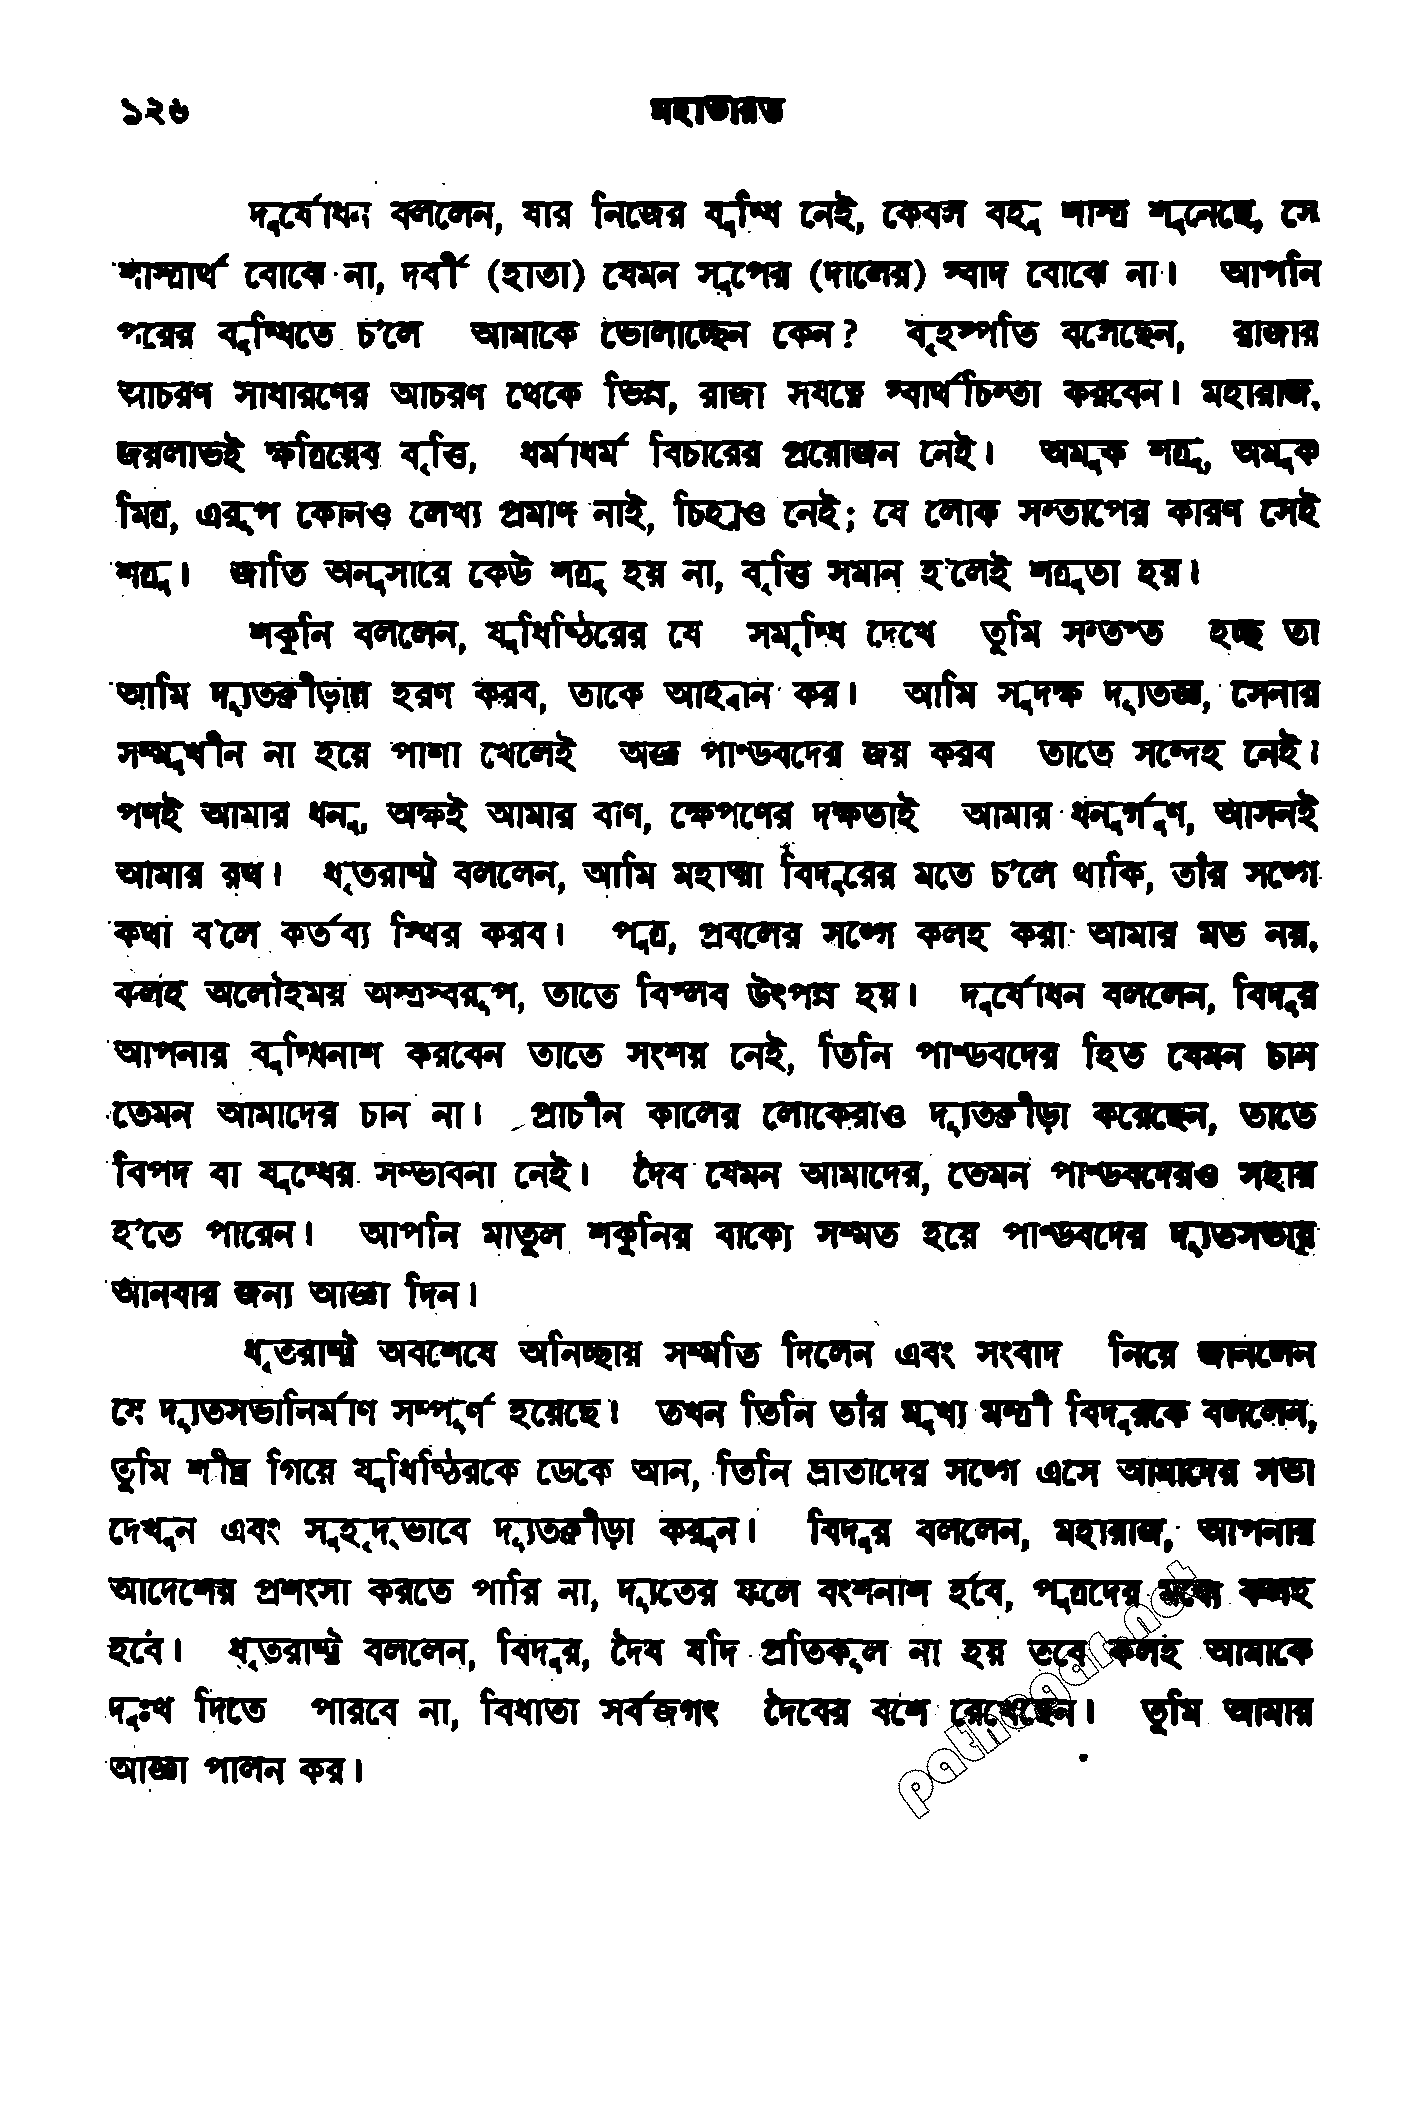 ১২৬ মহাভারত
দুর্যোধন বললেন, যার নিজের বুদ্ধি নেই, কেবল বহু শাস্ত্র শুনেছে, সে
শাস্ত্রার্থ বোঝে না, দর্বী (হাতা) যেমন সূপের (দালের) স্বাদ বোঝে না। আপনি
পরের বুদ্ধিতে চ'লে আমাকে ভোলাচ্ছেন কেন? বৃহস্পতি বলেছেন, রাজার
আচরণ সাধারণের আচরণ থেকে ভিন্ন, রাজা সযত্নে স্বার্থচিন্তা করবেন। মহারাজ,
জয়লাভই ক্ষত্রিয়ের বৃত্তি, ধর্মাধর্ম বিচারের প্রয়োজন নেই। অমুক শত্রু, অমুক
মিত্র, এরূপ কোনও লেখ্য প্রমাণ নাই, চিহ্নও নেই; যে লোক সন্তাপের কারণ সেই
শত্রু। জাতি অনুসারে কেউ শত্রু হয় না, বৃত্তি সমান হ'লেই শত্রুতা হয়।
শকুনি বললেন, যুধিষ্ঠিরের যে সমৃদ্ধি দেখে তুমি সন্তপ্ত হচ্ছ তা
আমি দ্যূতক্রীড়ায় হরণ করব, তাকে আহ্বান কর। আমি সুদক্ষ দ্যূতজ্ঞ, সেনার
সম্মুখীন না হয়ে পাশা খেলেই অজ্ঞ পাণ্ডবদের জয় করব তাতে সন্দেহ নেই।
পণই আমার ধনু, অক্ষই আমার বাণ, ক্ষেপণের দক্ষতাই আমার ধনুর্গুণ, আসনই
আমার রথ। ধৃতরাষ্ট্র বললেন, আমি মহাত্মা বিদুরের মতে চ'লে থাকি, তাঁর সঙ্গে
কথা ব'লে কর্তব্য স্থির করব। পুত্র, প্রবলের সঙ্গে কলহ করা আমার মত নয়,
কলহ অলৌহময় অস্ত্রস্বরূপ, তাতে বিপ্লব উৎপন্ন হয়। দুর্যোধন বললেন, বিদুর
আপনার বুদ্ধিনাশ করবেন তাতে সংশয় নেই, তিনি পাণ্ডবদের হিত যেমন চান
তেমন আমাদের চান না। প্রাচীন কালের লোকেরাও দ্যূতক্রীড়া করেছেন, তাতে
বিপদ বা যুদ্ধের সম্ভাবনা নেই। দৈব যেমন আমাদের, তেমন পাণ্ডবদেরও সহায়
হ'তে পারেন। আপনি মাতুল শকুনির বাক্যে সম্মত হয়ে পাণ্ডবদের দ্যূতসভায়
আনবার জন্য আজ্ঞা দিন।
ধৃতরাষ্ট্র অবশেষে অনিচ্ছায় সম্মতি দিলেন এবং সংবাদ নিয়ে জানলেন
যে দ্যূতসভানির্মাণ সম্পূর্ণ হয়েছে। তখন তিনি তাঁর মুখ্য মন্ত্রী বিদুরকে বললেন,
তুমি শীঘ্র গিয়ে যুধিষ্ঠিরকে ডেকে আন, তিনি ভ্রাতাদের সঙ্গে এসে আমাদের সভা
দেখুন এবং সুহৃদ্‌ভাবে দ্যূতক্রীড়া করুন। বিদুর বললেন, মহারাজ, আপনার
আদেশের প্রশংসা করতে পারি না, দ্যূতের ফলে বংশনাশ হবে, পুত্রদের মধ্যে কলহ
হবে। ধৃতরাষ্ট্র বললেন, বিদুর, দৈব যদি প্রতিকূল না হয় তবে কলহ আমাকে
দুঃখ দিতে পারবে না, বিধাতা সর্বজগৎ দৈবের বশে রেখেছেন। তুমি আমার
আজ্ঞা পালন কর।
pathagar.net